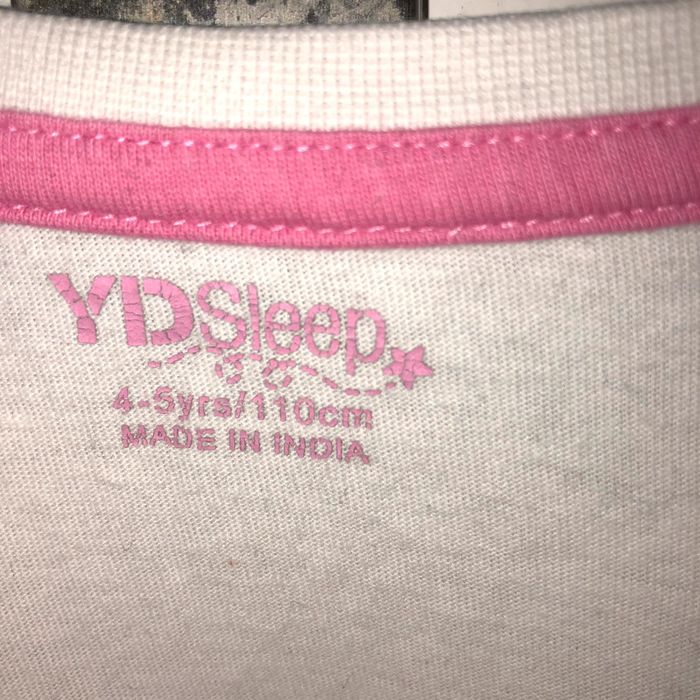 YDSleep
4-5yrs/110cm
MADE IN INDIA